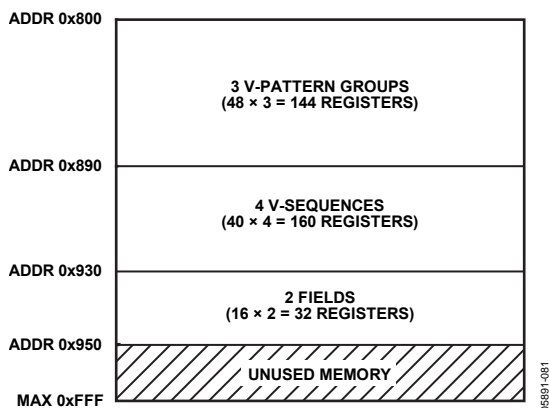 ADDR 0x800
3 V-PATTERN GROUPS
(48 × 3 = 144 REGISTERS)
ADDR 0x890
4 V-SEQUENCES
(40 × 4 = 160 REGISTERS)
ADDR 0x930
2 FIELDS
(16 × 2 = 32 REGISTERS)
ADDR 0x950
UNUSED MEMORY
MAX 0xFFF
05891-081